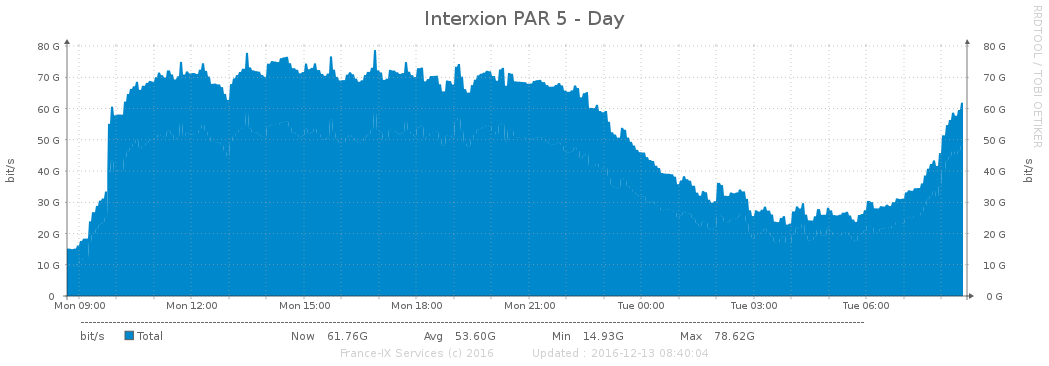 Interxion PAR 5 - Day
RRDTOOL / TOBI OETIKER
bit/s
bit/s
80 G 80 G
70 G 70 G
60 G 60 G
50 G 50 G
40 G 40 G
30 G 30 G
20 G 20 G
10 G 10 G
0 0 G
Mon 09:00 Mon 12:00 Mon 15:00 Mon 18:00 Mon 21:00 Tue 00:00 Tue 03:00 Tue 06:00
bit/s Total Now 61.76G Avg 53.60G Min 14.93G Max 78.62G
France-IX Services (c) 2016 Updated : 2016-12-13 08:40:04